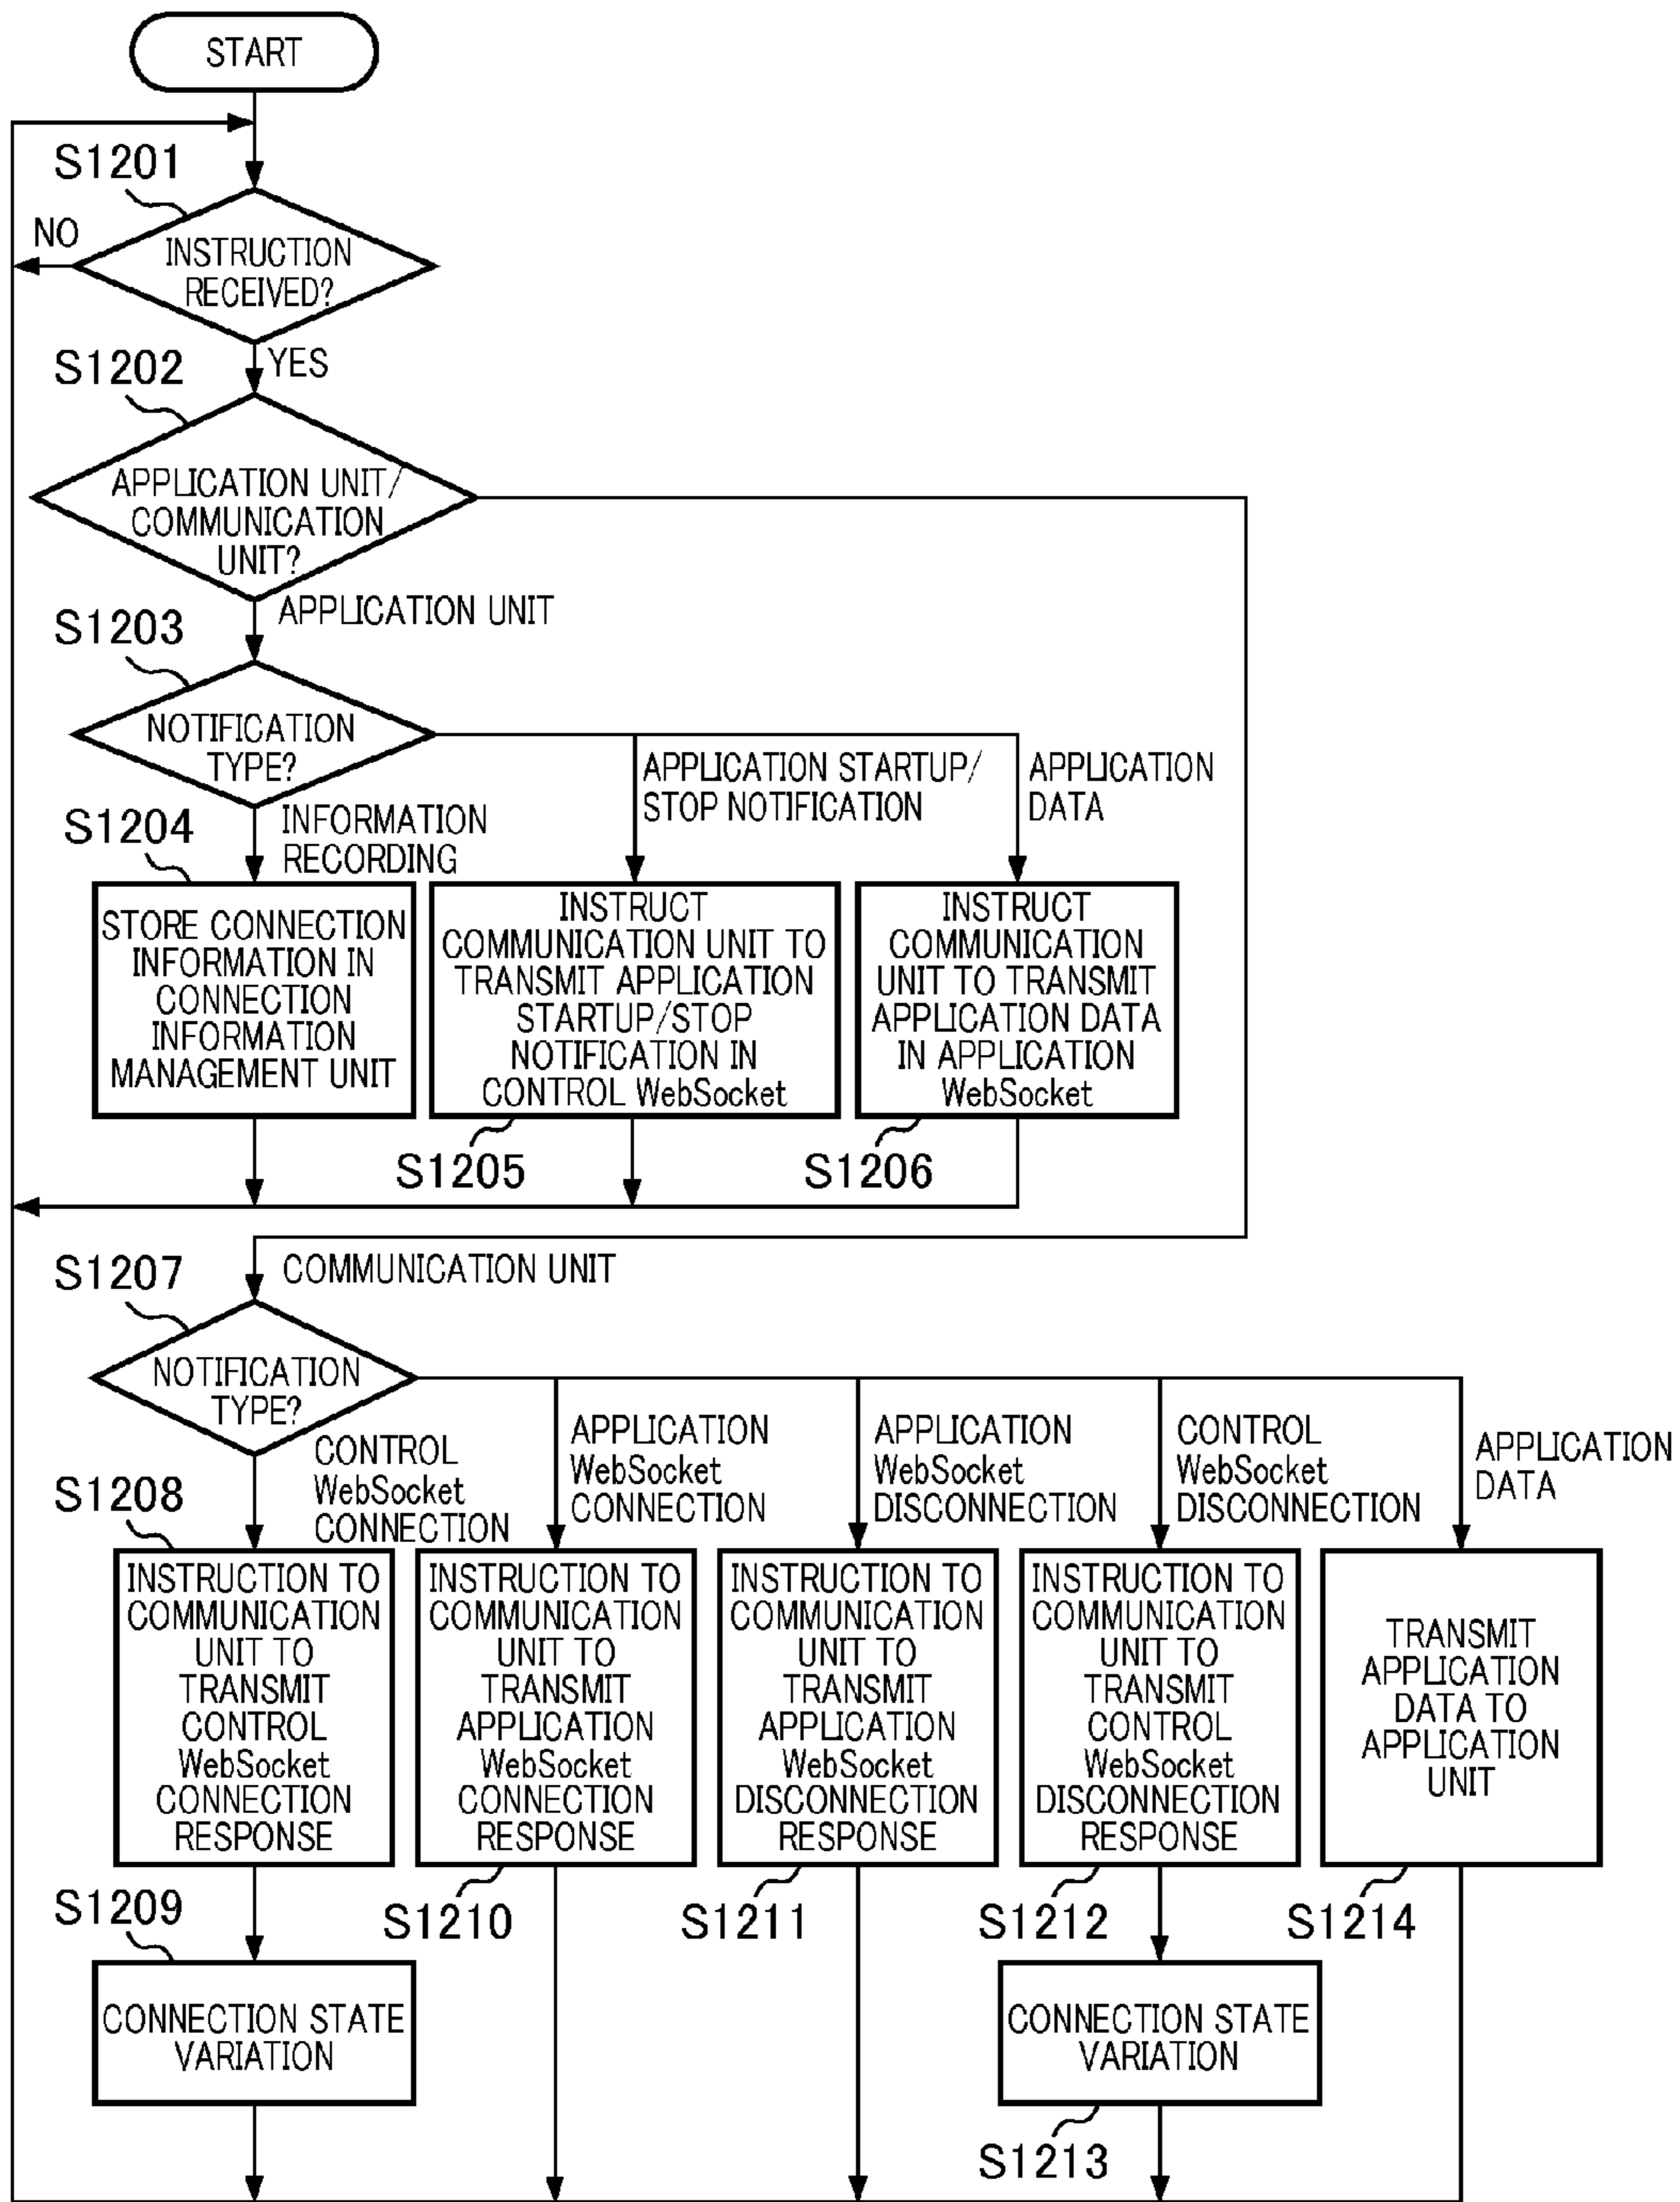 START
S1201
NO
INSTRUCTION
RECEIVED?
YES
S1202
APPLICATION UNIT/
COMMUNICATION
UNIT?
APPLICATION UNIT
S1203
NOTIFICATION
TYPE?
APPLICATION STARTUP/
STOP NOTIFICATION
APPLICATION
DATA
S1204
INFORMATION
RECORDING
STORE CONNECTION
INFORMATION IN
CONNECTION
INFORMATION
MANAGEMENT UNIT
INSTRUCT
COMMUNICATION UNIT TO
TRANSMIT APPLICATION
STARTUP/STOP
NOTIFICATION IN
CONTROL WebSocket
INSTRUCT
COMMUNICATION
UNIT TO TRANSMIT
APPLICATION DATA
IN APPLICATION
WebSocket
S1205
S1206
COMMUNICATION UNIT
S1207
NOTIFICATION
TYPE?
CONTROL
WebSocket
CONNECTION
APPLICATION
WebSocket
CONNECTION
APPLICATION
WebSocket
DISCONNECTION
CONTROL
WebSocket
DISCONNECTION
APPLICATION
DATA
S1208
INSTRUCTION TO
COMMUNICATION
UNIT TO
TRANSMIT
CONTROL
WebSocket
CONNECTION
RESPONSE
INSTRUCTION TO
COMMUNICATION
UNIT TO
TRANSMIT
APPLICATION
WebSocket
CONNECTION
RESPONSE
INSTRUCTION TO
COMMUNICATION
UNIT TO
TRANSMIT
APPLICATION
WebSocket
DISCONNECTION
RESPONSE
INSTRUCTION TO
COMMUNICATION
UNIT TO
TRANSMIT
CONTROL
WebSocket
DISCONNECTION
RESPONSE
TRANSMIT
APPLICATION
DATA TO
APPLICATION
UNIT
S1209
S1210
S1211
S1212
S1214
CONNECTION STATE
VARIATION
CONNECTION STATE
VARIATION
S1213